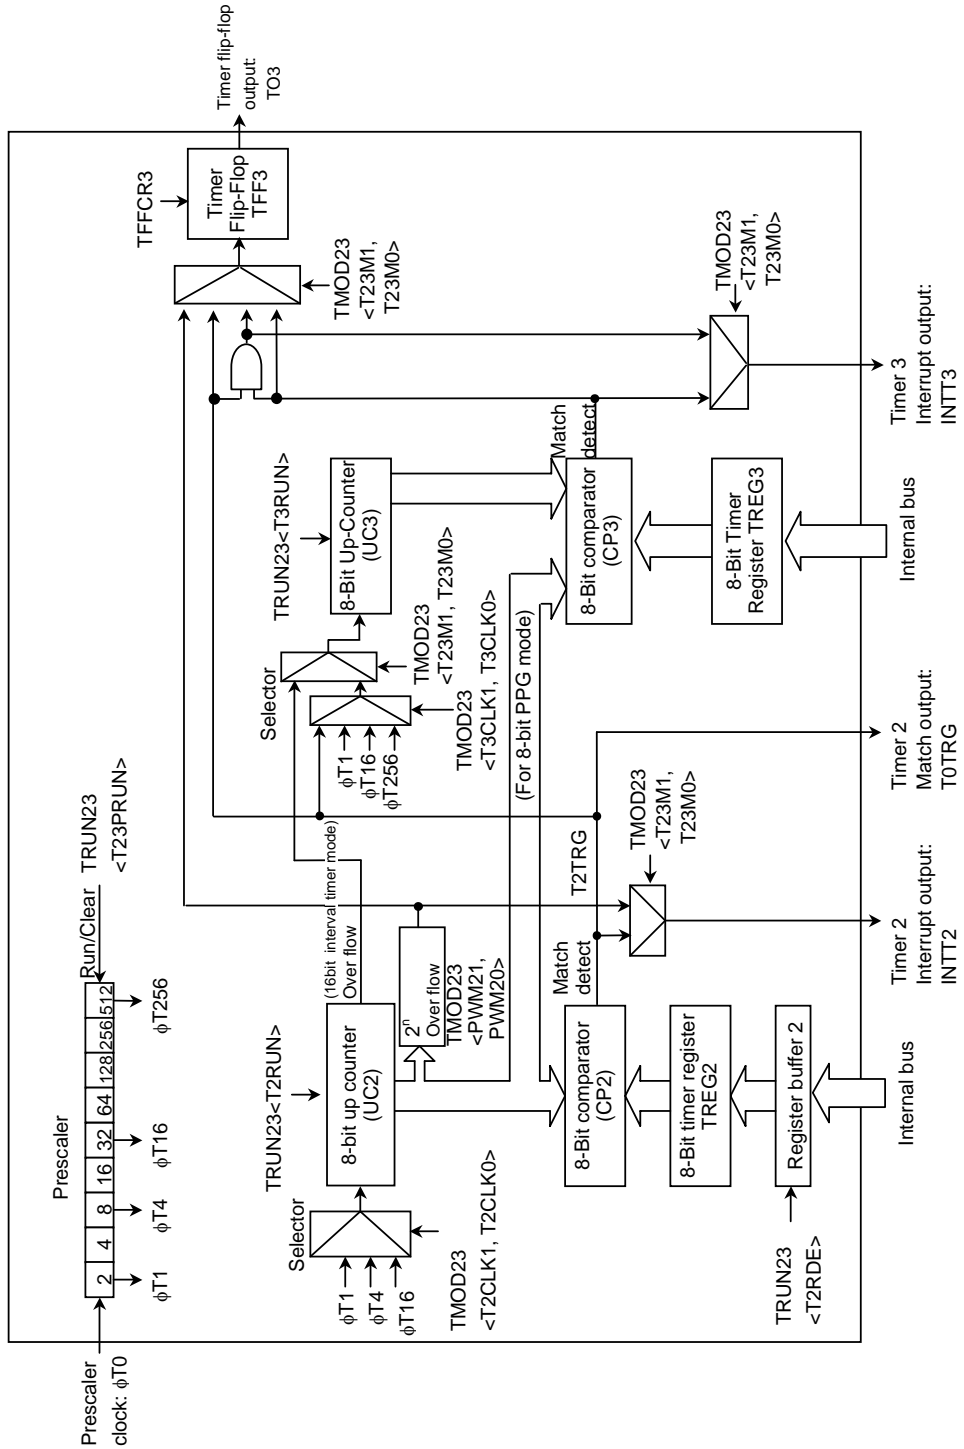 Prescaler
clock: ϕT0
Prescaler
2 4 8 16 32 64 128 256 512
Run/Clear
TRUN23
<T23PRUN>
ϕT1
ϕT4
ϕT16
ϕT256
Selector
ϕT1
ϕT4
ϕT16
TMOD23
<T2CLK1, T2CLK0>
TRUN23<T2RUN>
8-bit up counter
(UC2)
(16bit interval timer mode)
Over flow
2n
Over flow
TMOD23
<PWM21,
PWM20>
Selector
ϕT1
ϕT16
ϕT256
TMOD23
<T23M1, T23M0>
TMOD23
<T3CLK1, T3CLK0>
TRUN23<T3RUN>
8-Bit Up-Counter
(UC3)
(For 8-bit PPG mode)
TMOD23
<T23M1,
T23M0>
TFFCR3
Timer
Flip-Flop
TFF3
Timer flip-flop
output:
TO3
8-Bit comparator
(CP2)
Match
detect
T2TRG
8-Bit timer register
TREG2
Register buffer 2
TRUN23
<T2RDE>
Internal bus
TMOD23
<T23M1,
T23M0>
Timer 2
Interrupt output:
INTT2
Timer 2
Match output:
T0TRG
8-Bit comparator
(CP3)
Match
detect
8-Bit Timer
Register TREG3
Internal bus
TMOD23
<T23M1,
T23M0>
Timer 3
Interrupt output:
INTT3